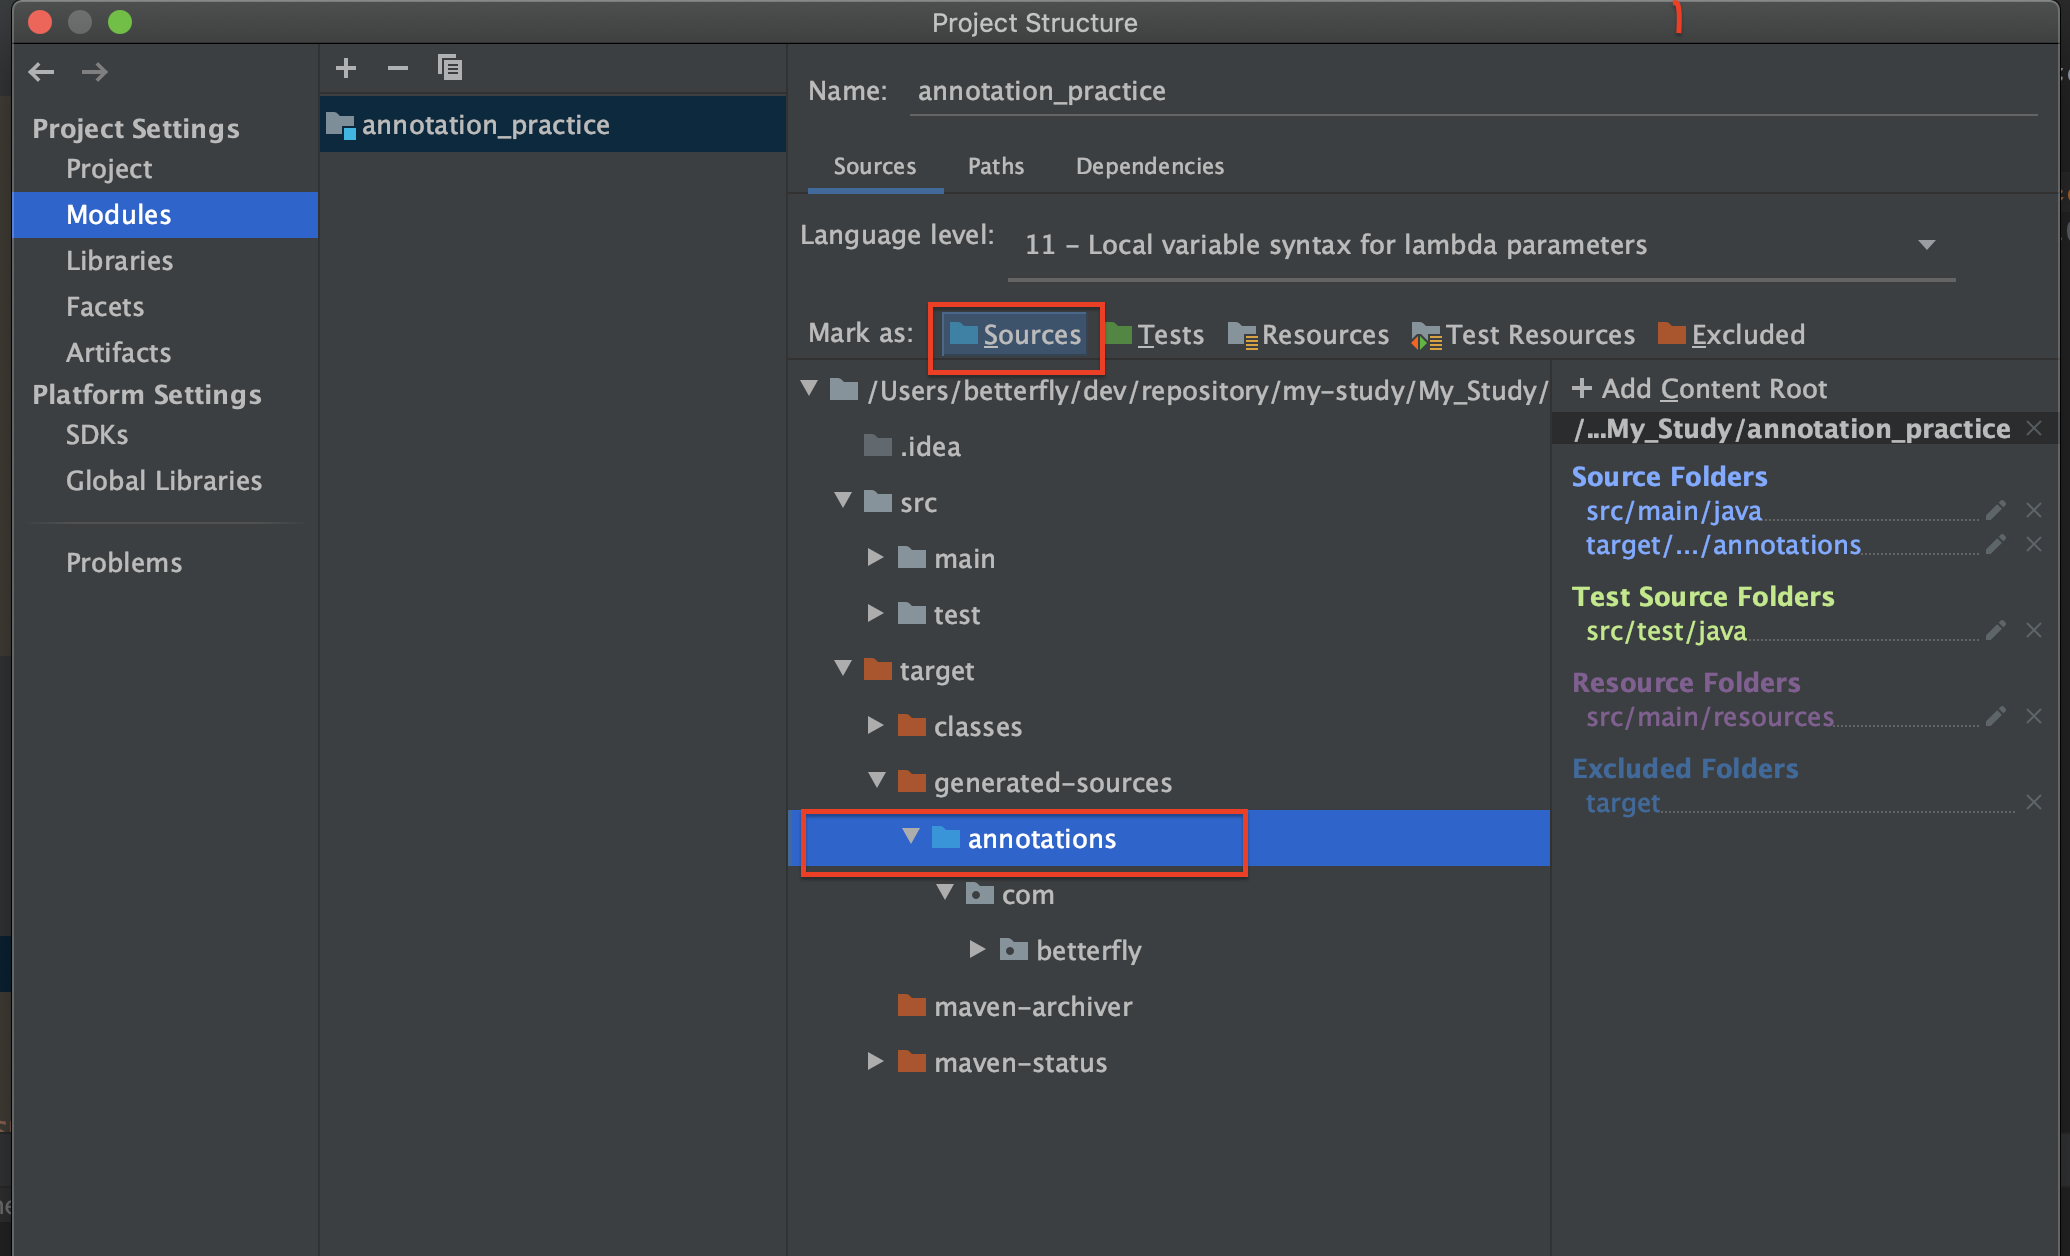 Project Structure
Project Settings
Project
Modules
Libraries
Facets
Artifacts
Platform Settings
SDKs
Global Libraries
Problems
annotation_practice
Name: annotation_practice
Sources Paths Dependencies
Language level: 11 - Local variable syntax for lambda parameters
Mark as: Sources Tests Resources Test Resources Excluded
/Users/betterfly/dev/repository/my-study/My_Study/
.idea
src
main
test
target
classes
generated-sources
annotations
com
betterfly
maven-archiver
maven-status
+ Add Content Root
/...My_Study/annotation_practice
Source Folders
src/main/java
target/.../annotations
Test Source Folders
src/test/java
Resource Folders
src/main/resources
Excluded Folders
target